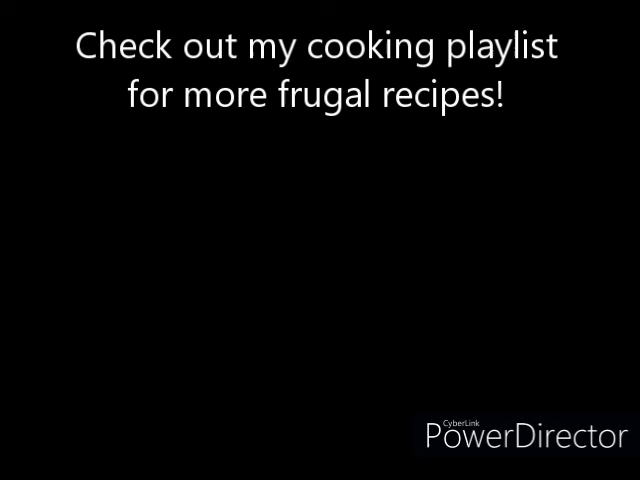 Check out my cooking playlist
for more frugal recipes!
CyberLink
PowerDirector